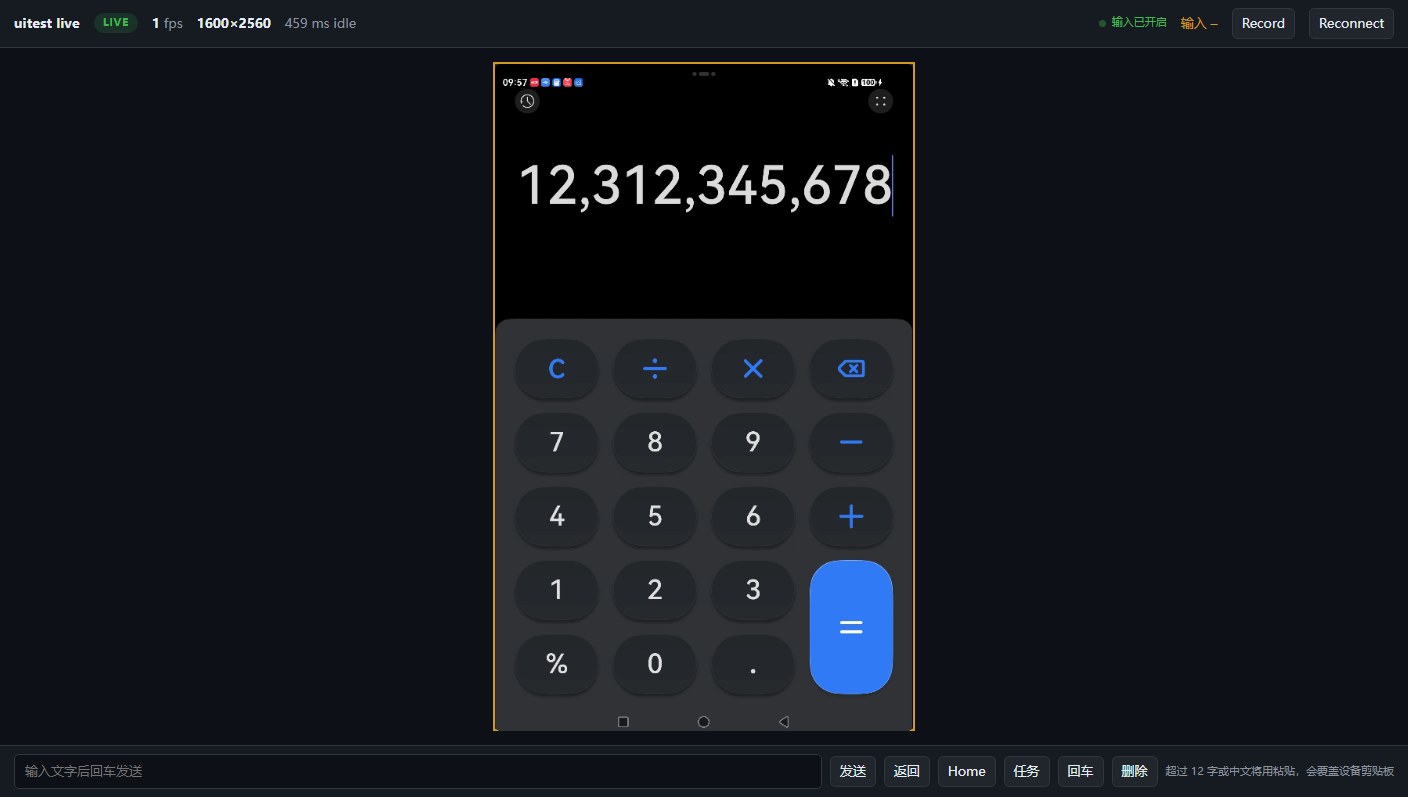 uitest live LIVE 1 fps 1600×2560 459 ms idle 输入已开启 输入 – Record Reconnect
09:57 100
12,312,345,678
C ÷ ×
7 8 9 −
4 5 6 +
1 2 3 =
% 0 .
输入文字后回车发送 发送 返回 Home 任务 回车 删除 超过 12 字或中文将用粘贴，会覆盖设备剪贴板